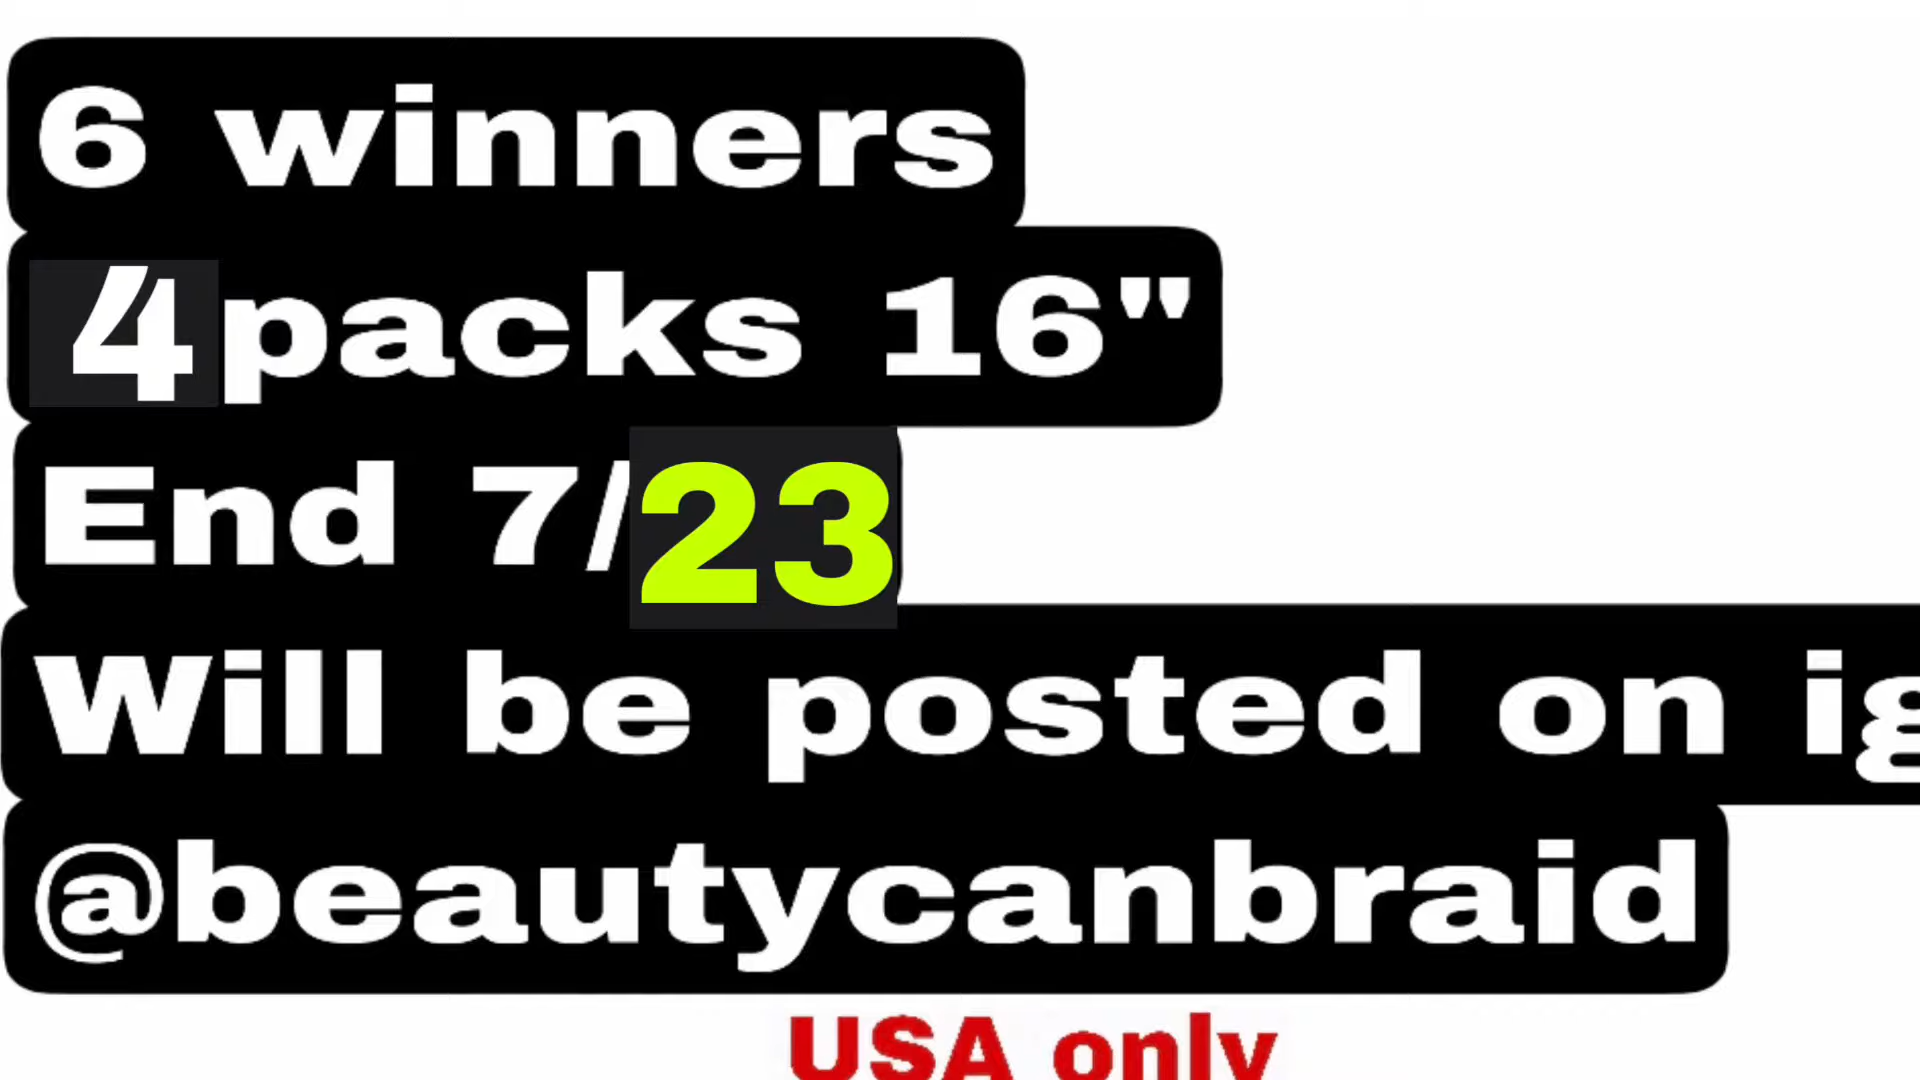 6 winners
4 packs 16"
End 7/23
Will be posted on ig
@beautycanbraid
USA only